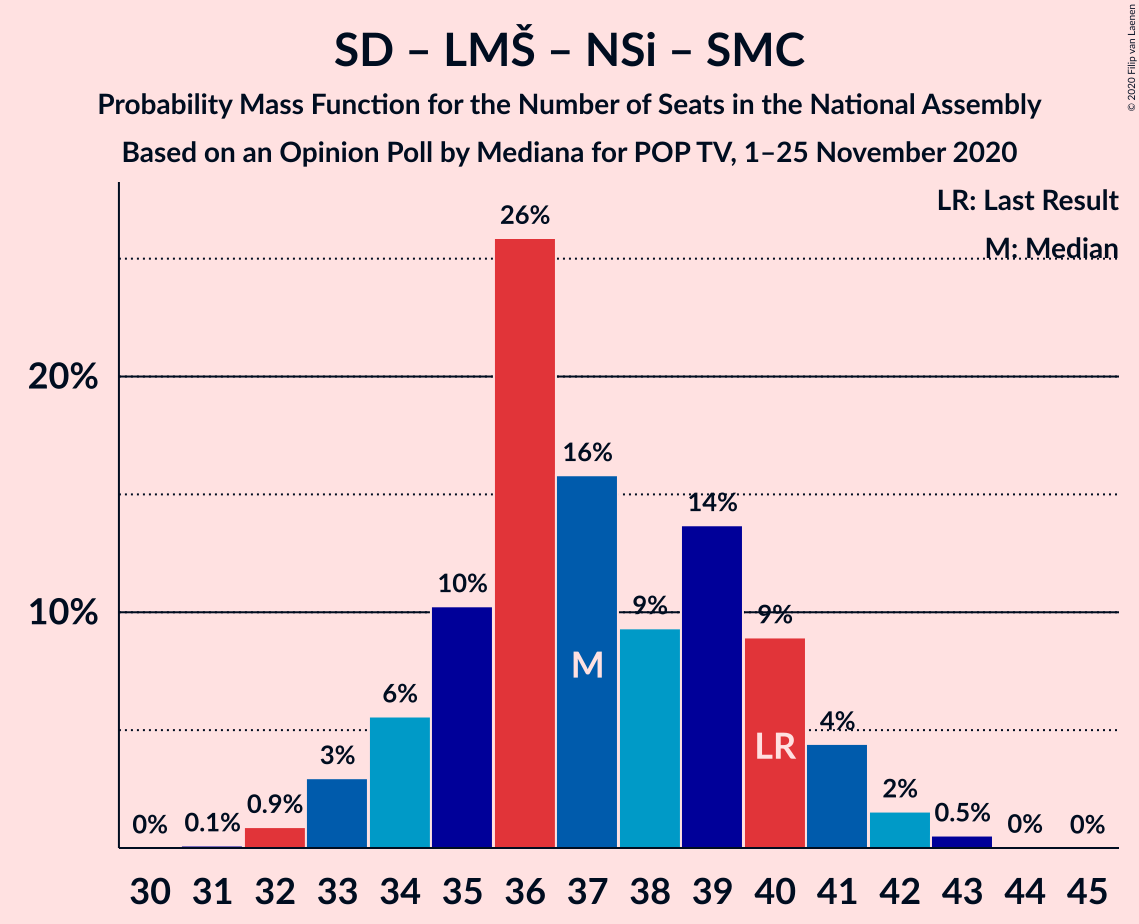 SD – LMŠ – NSi – SMC
Probability Mass Function for the Number of Seats in the National Assembly
Based on an Opinion Poll by Mediana for POP TV, 1–25 November 2020
© 2020 Filip van Laenen
LR: Last Result
M: Median
20%
10%
0%
0.1%
0.9%
3%
6%
10%
26%
16%
9%
14%
9%
4%
2%
0.5%
0%
0%
M
LR
30 31 32 33 34 35 36 37 38 39 40 41 42 43 44 45